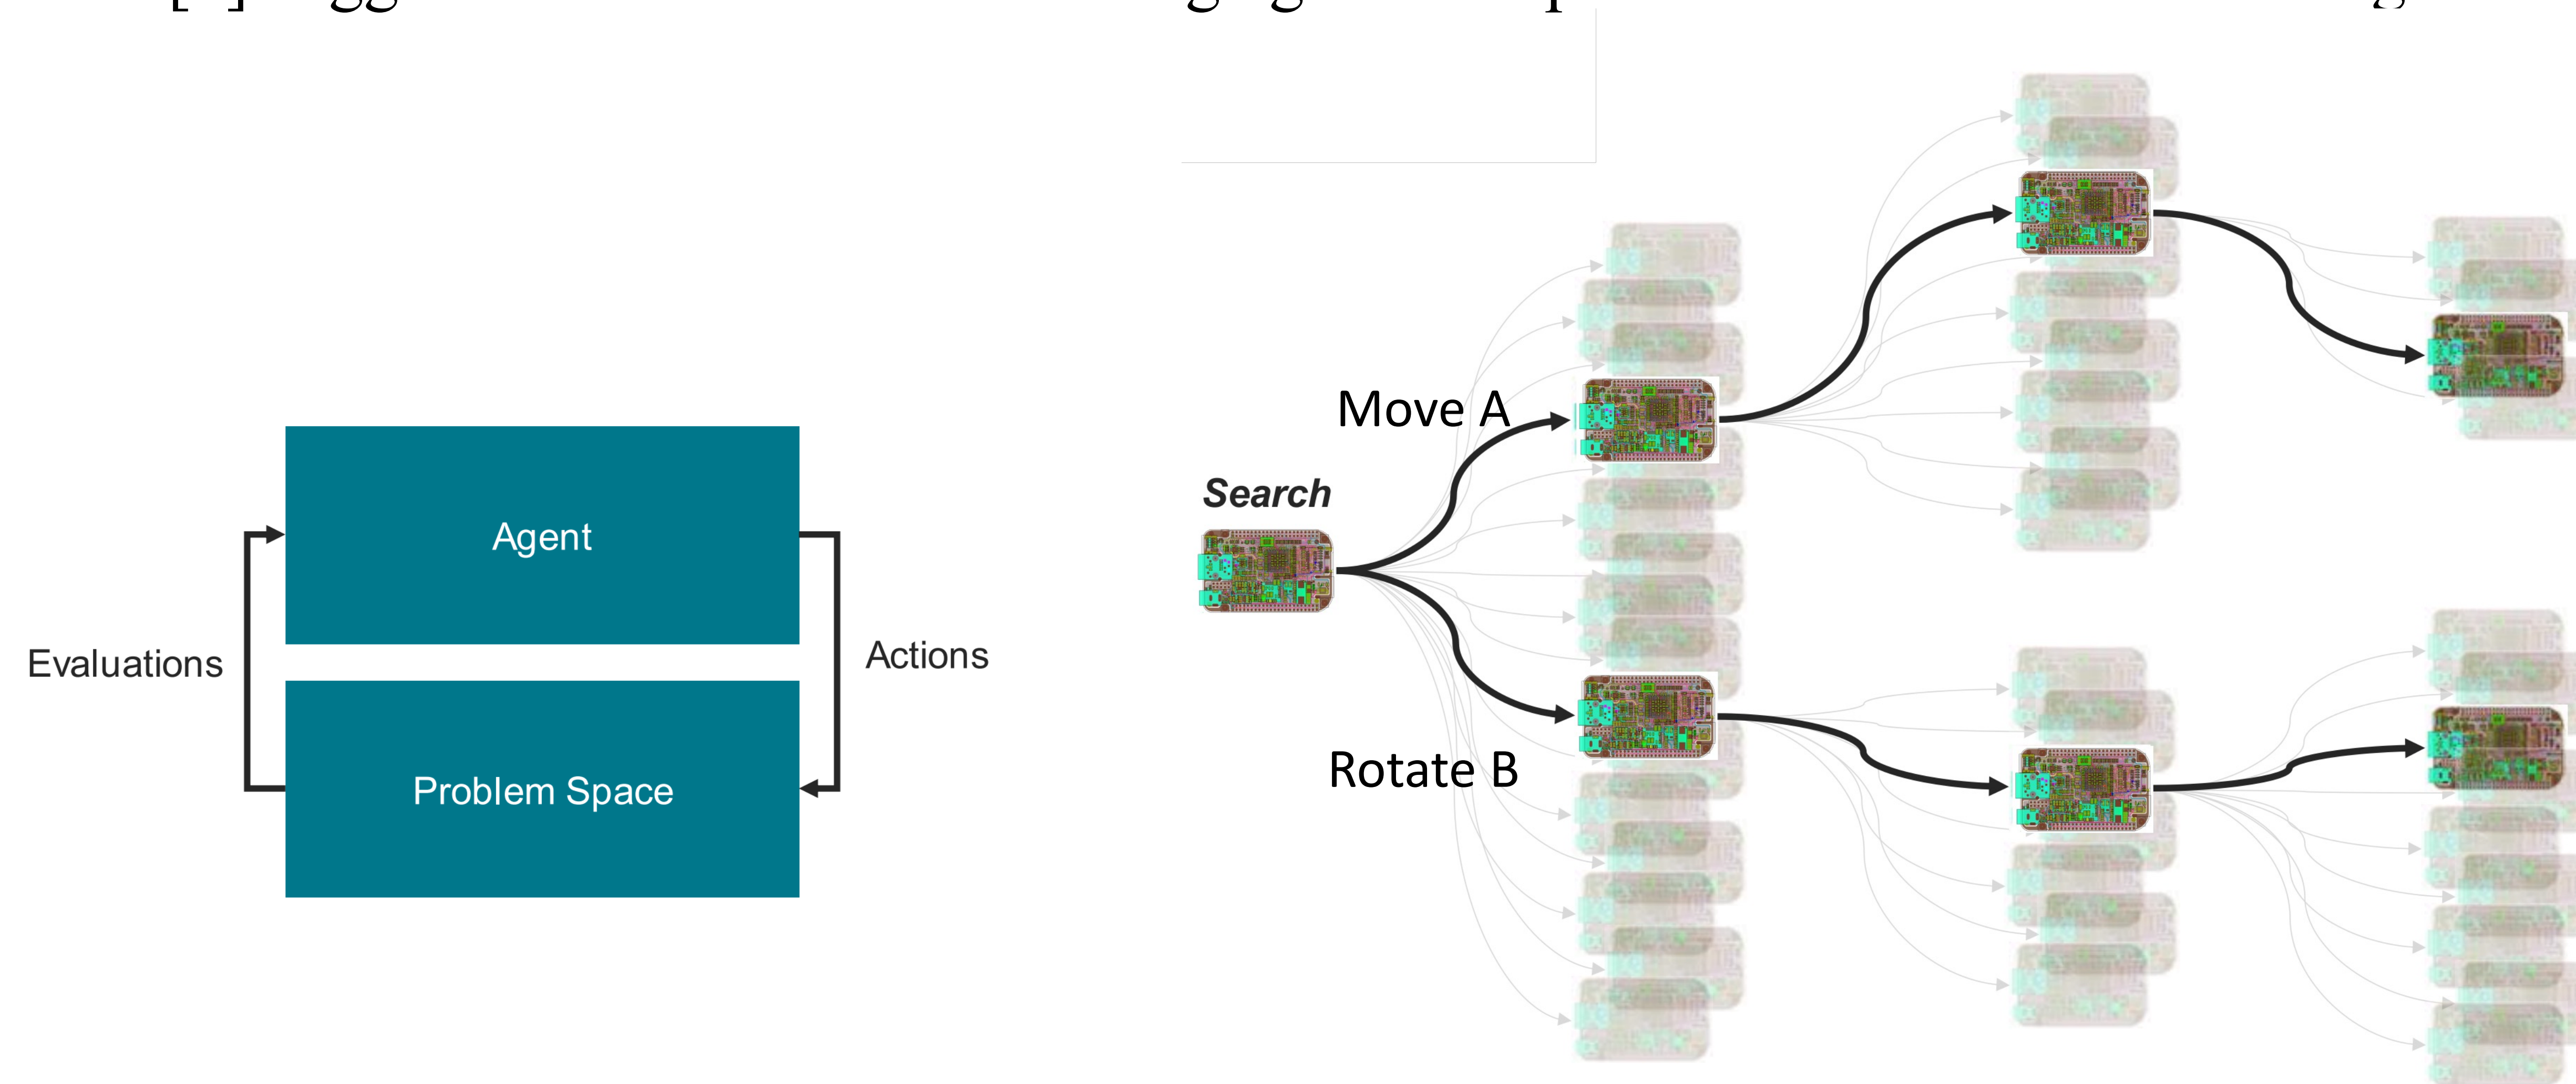 Agent
Evaluations
Actions
Problem Space
Search
Move A
Rotate B